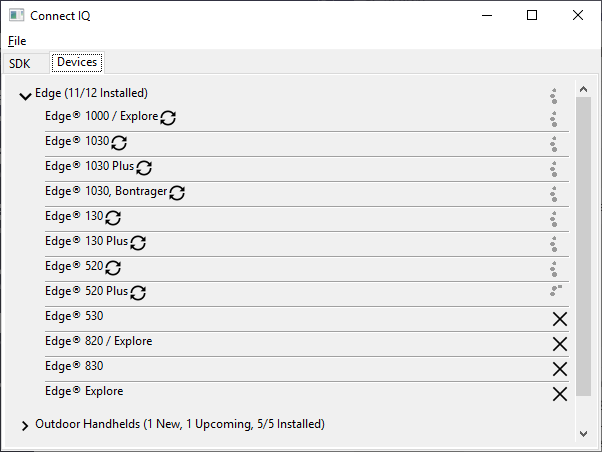 Connect IQ
File
SDK Devices
Edge (11/12 Installed)
Edge® 1000 / Explore
Edge® 1030
Edge® 1030 Plus
Edge® 1030, Bontrager
Edge® 130
Edge® 130 Plus
Edge® 520
Edge® 520 Plus
Edge® 530
Edge® 820 / Explore
Edge® 830
Edge® Explore
Outdoor Handhelds (1 New, 1 Upcoming, 5/5 Installed)